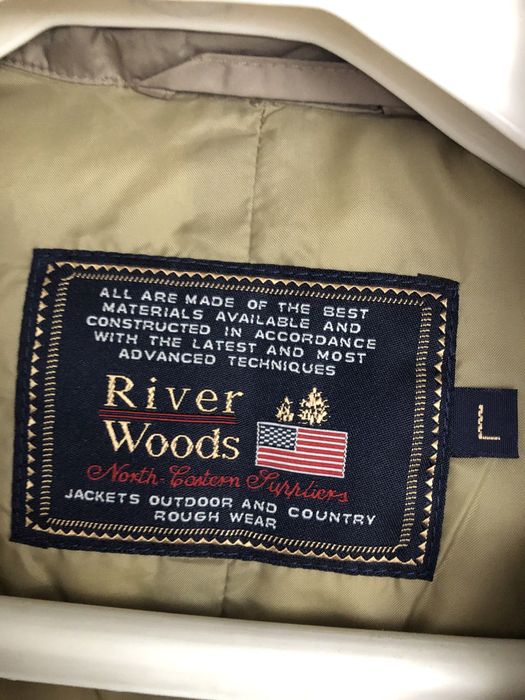 ALL ARE MADE OF THE BEST
MATERIALS AVAILABLE AND
CONSTRUCTED IN ACCORDANCE
WITH THE LATEST AND MOST
ADVANCED TECHNIQUES
River
Woods
North-Eastern Suppliers
JACKETS OUTDOOR AND COUNTRY
ROUGH WEAR
L